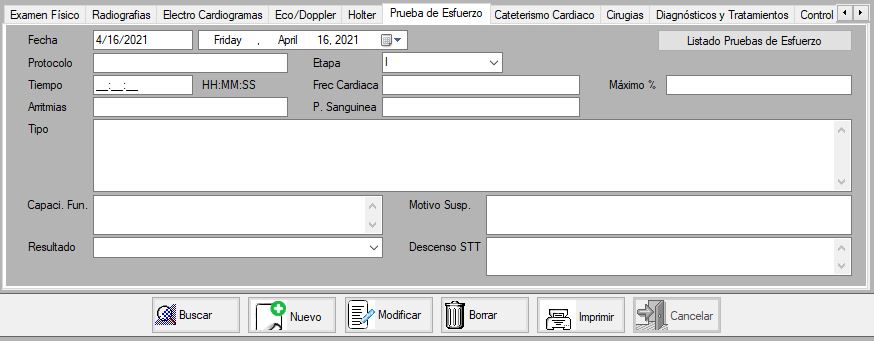 Examen Físico Radiografias Electro Cardiogramas Eco/Doppler Holter Prueba de Esfuerzo Cateterismo Cardiaco Cirugias Diagnósticos y Tratamientos Control
Fecha 4/16/2021 Friday , April 16, 2021 Listado Pruebas de Esfuerzo
Protocolo Etapa I
Tiempo __:__:__ HH:MM:SS Frec Cardiaca Máximo %
Arritmias P. Sanguinea
Tipo
Capaci. Fun. Motivo Susp.
Resultado Descenso STT
Buscar Nuevo Modificar Borrar Imprimir Cancelar